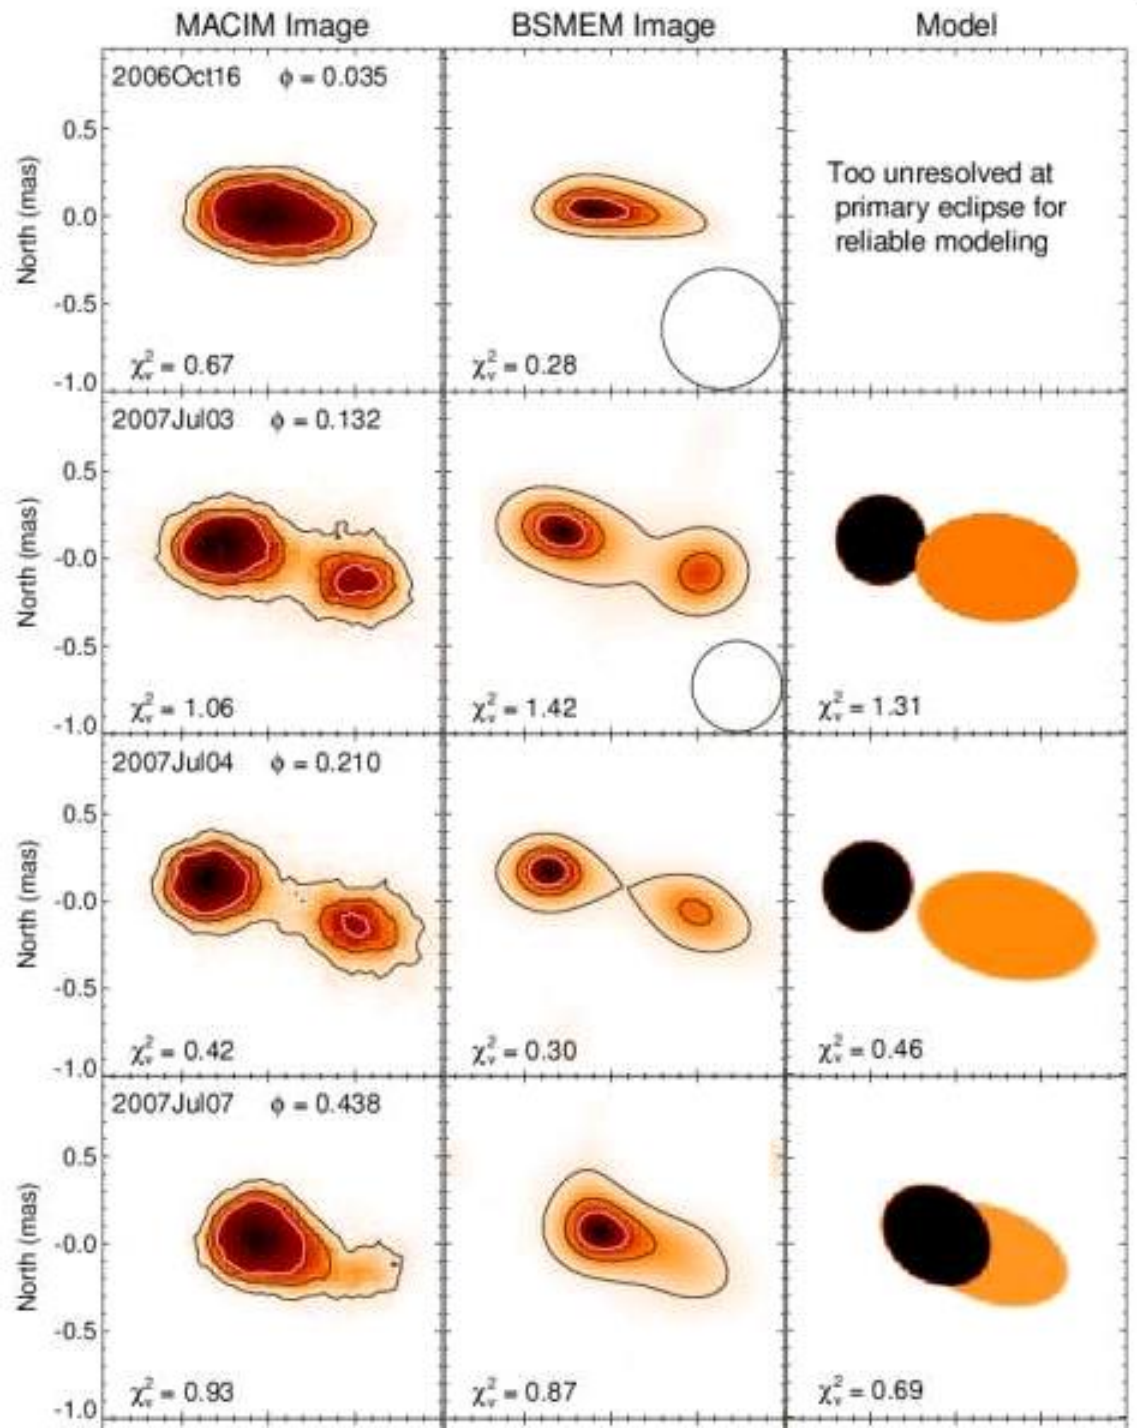 MACIM Image BSMEM Image Model
2006Oct16 ϕ = 0.035
0.5
0.0
-0.5
-1.0
North (mas)
χ²ᵥ = 0.67
χ²ᵥ = 0.28
Too unresolved at
primary eclipse for
reliable modeling
2007Jul03 ϕ = 0.132
0.5
-0.0
-0.5
-1.0
North (mas)
χ²ᵥ = 1.06
χ²ᵥ = 1.42
χ²ᵥ = 1.31
2007Jul04 ϕ = 0.210
0.5
-0.0
-0.5
-1.0
North (mas)
χ²ᵥ = 0.42
χ²ᵥ = 0.30
χ²ᵥ = 0.46
2007Jul07 ϕ = 0.438
0.5
-0.0
-0.5
-1.0
North (mas)
χ²ᵥ = 0.93
χ²ᵥ = 0.87
χ²ᵥ = 0.69